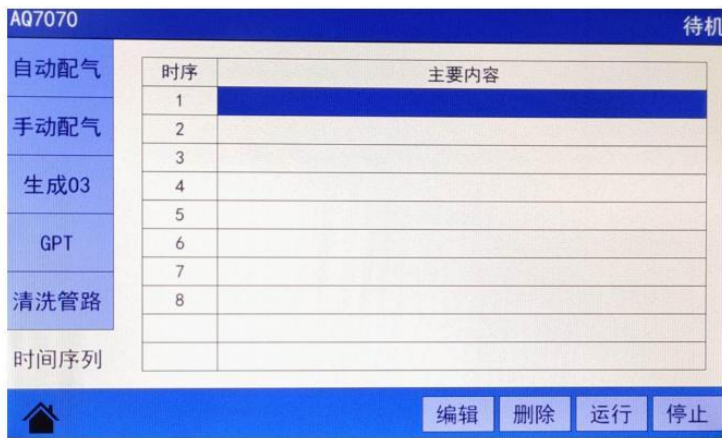 AQ7070
待机
自动配气
手动配气
生成03
GPT
清洗管路
时间序列
时序 主要内容
1
2
3
4
5
6
7
8
编辑 删除 运行 停止